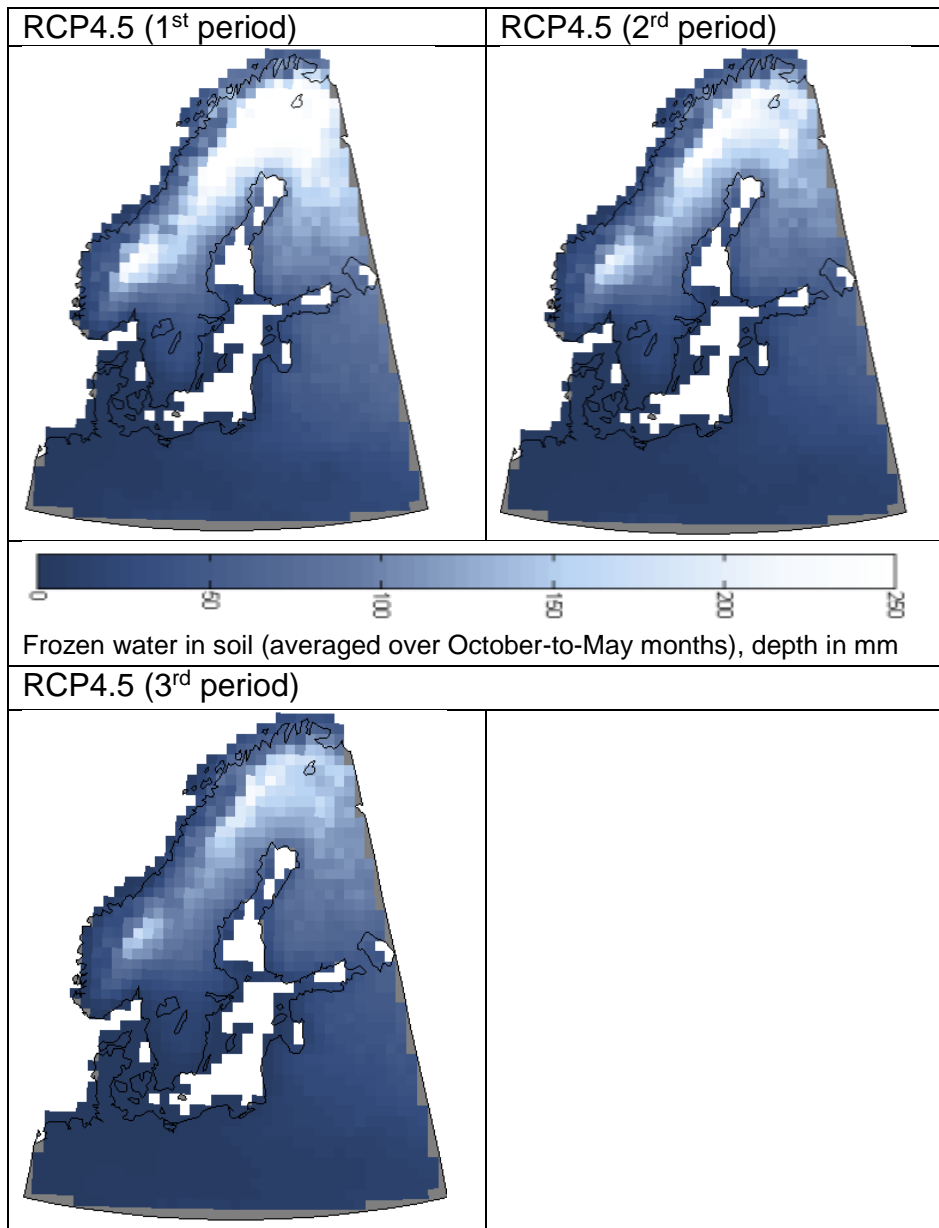 RCP4.5 (1st period)
RCP4.5 (2rd period)
0 50 100 150 200 250
Frozen water in soil (averaged over October-to-May months), depth in mm
RCP4.5 (3rd period)